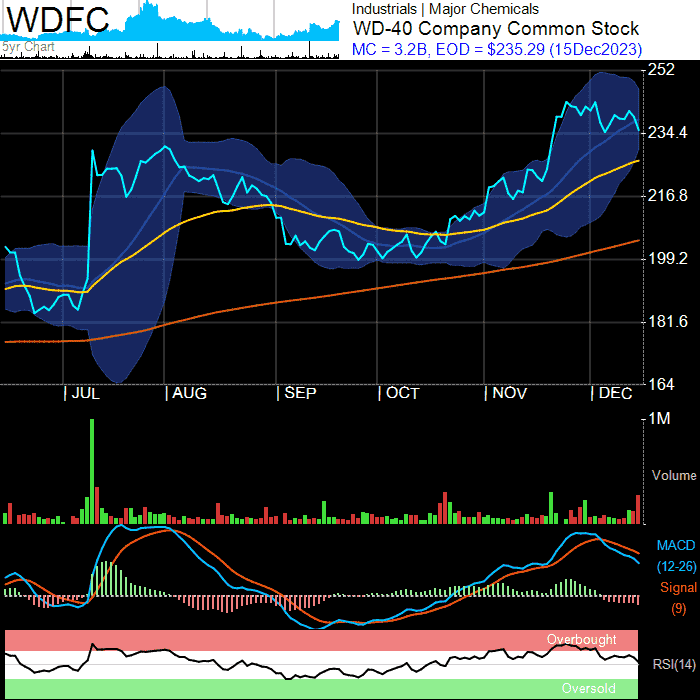 WDFC
5yr Chart
Industrials | Major Chemicals
WD-40 Company Common Stock
MC = 3.2B, EOD = $235.29 (15Dec2023)
252
234.4
216.8
199.2
181.6
164
| JUL | AUG | SEP | OCT | NOV | DEC
1M
Volume
MACD
(12-26)
Signal
(9)
Overbought
RSI(14)
Oversold